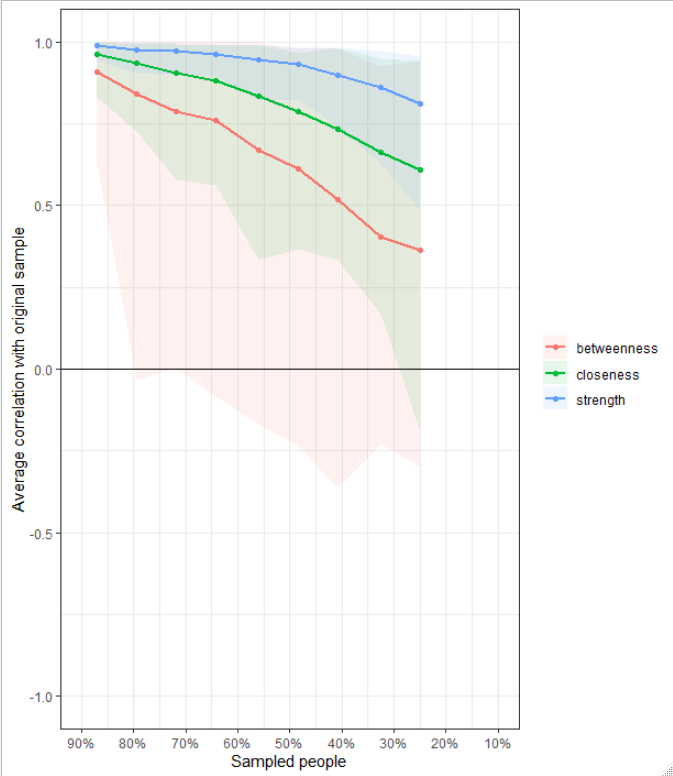 1.0
0.5
0.0
-0.5
-1.0
Average correlation with original sample
90% 80% 70% 60% 50% 40% 30% 20% 10%
Sampled people
betweenness
closeness
strength